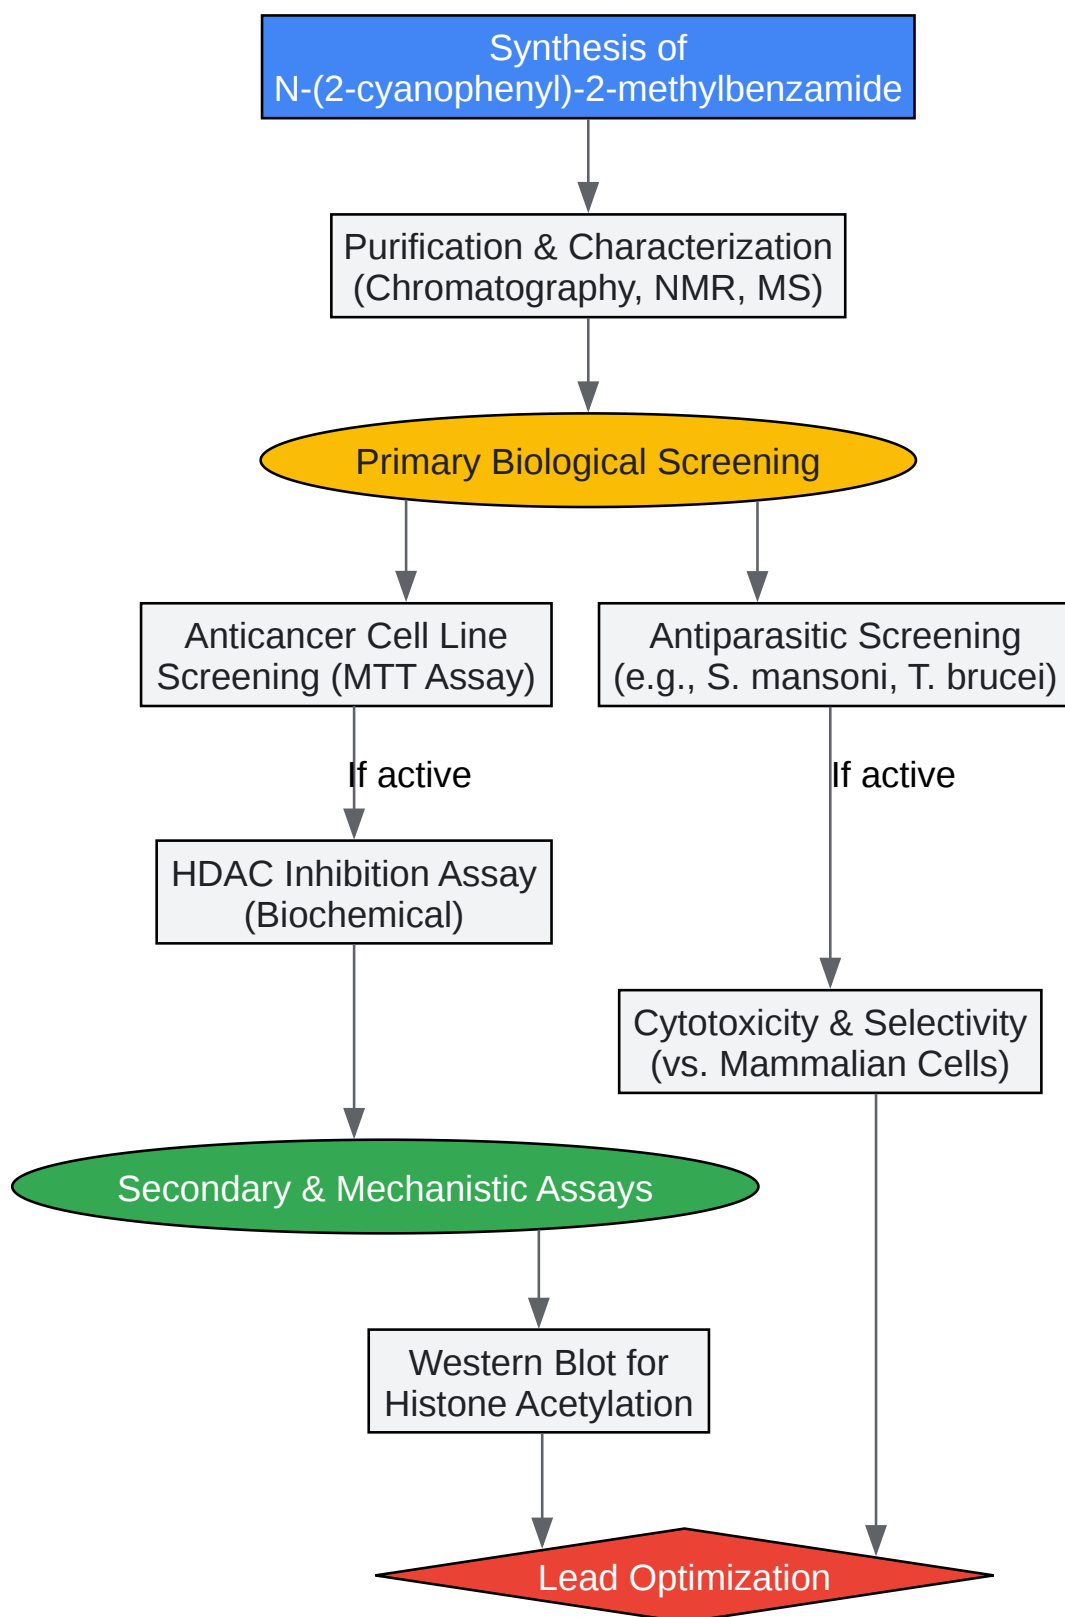 Synthesis of
N-(2-cyanophenyl)-2-methylbenzamide
Purification & Characterization
(Chromatography, NMR, MS)
Primary Biological Screening
Anticancer Cell Line
Screening (MTT Assay)
Antiparasitic Screening
(e.g., S. mansoni, T. brucei)
If active
If active
HDAC Inhibition Assay
(Biochemical)
Cytotoxicity & Selectivity
(vs. Mammalian Cells)
Secondary & Mechanistic Assays
Western Blot for
Histone Acetylation
Lead Optimization